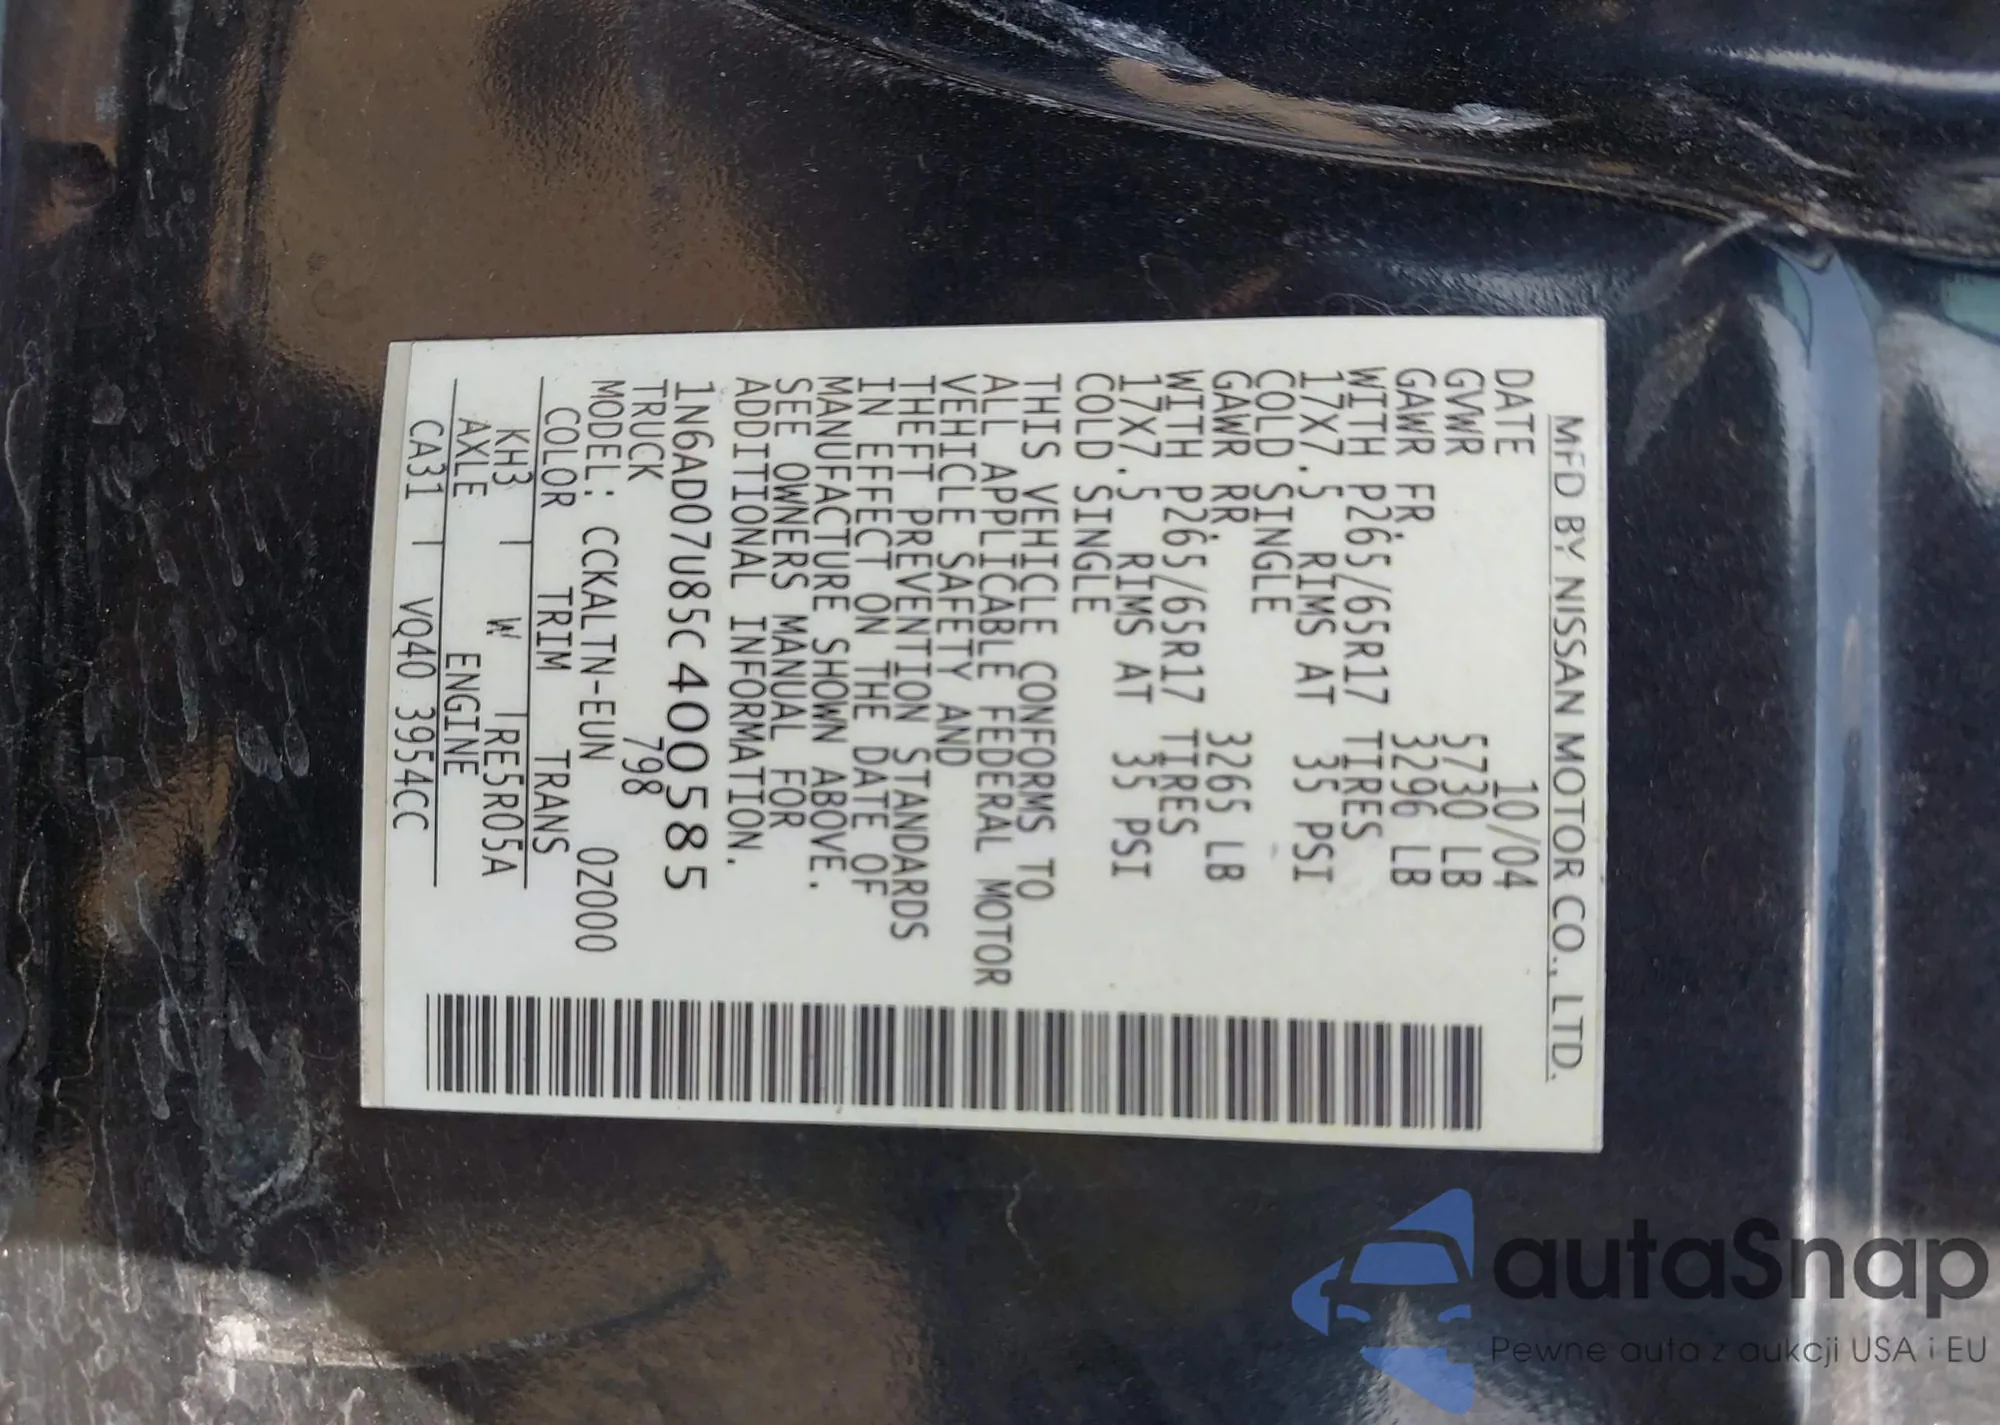 MFD BY NISSAN MOTOR CO., LTD.
DATE 10/04
GVWR 5730 LB
GAWR FR. 3296 LB
WITH P265/65R17 TIRES
17X7.5 RIMS AT 35 PSI
COLD SINGLE
GAWR RR. 3265 LB
WITH P265/65R17 TIRES
17X7.5 RIMS AT 35 PSI
COLD SINGLE
THIS VEHICLE CONFORMS TO
ALL APPLICABLE FEDERAL MOTOR
VEHICLE SAFETY AND
THEFT PREVENTION STANDARDS
IN EFFECT ON THE DATE OF
MANUFACTURE SHOWN ABOVE.
SEE OWNERS MANUAL FOR
ADDITIONAL INFORMATION.
1N6AD07U85C400585
TRUCK 798
MODEL: CCKALTN-EUN 0Z000
COLOR TRIM TRANS
KH3 W RE5R05A
AXLE ENGINE
CA31 VQ40 3954CC
autaSnap
Pewne auta z aukcji USA i EU